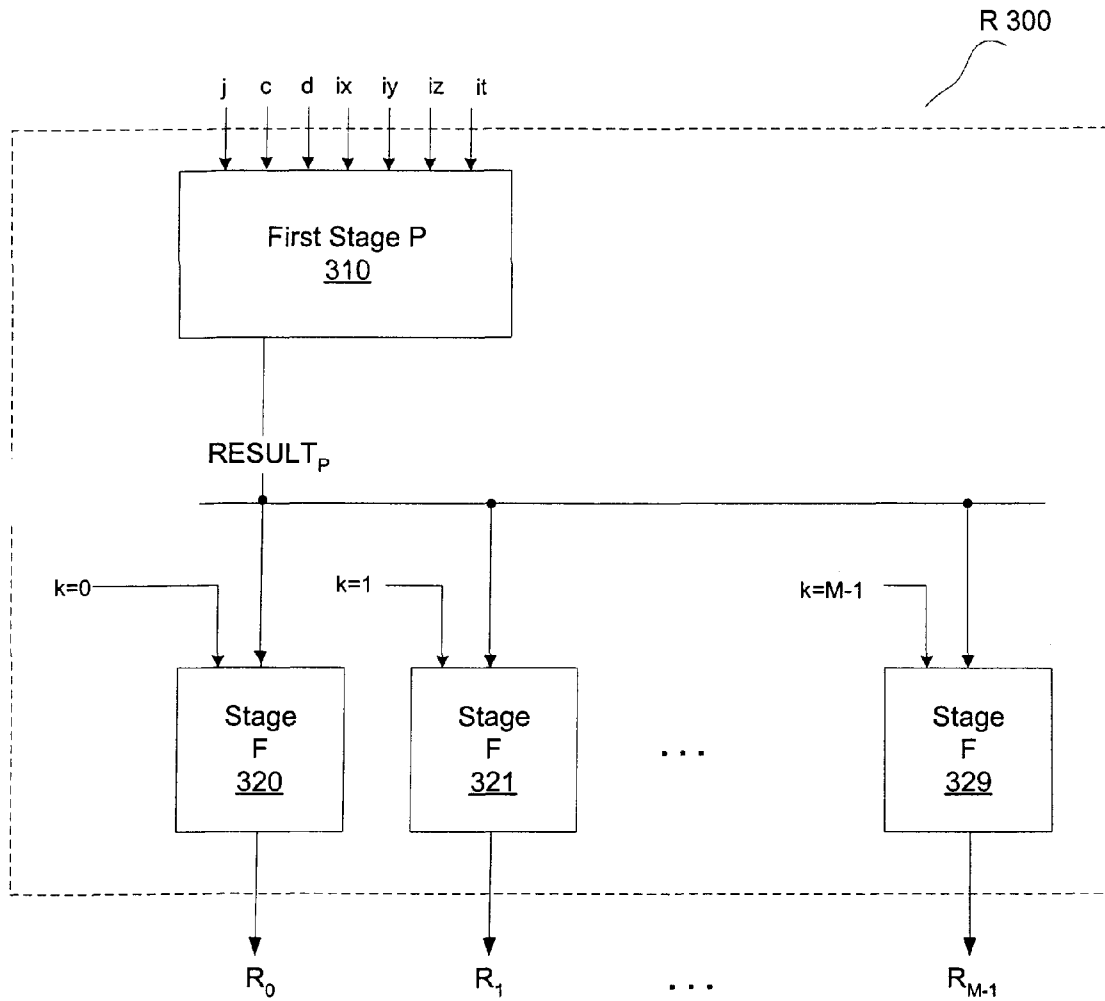 R 300
j c d ix iy iz it
First Stage P
310
RESULTP
k=0 k=1 k=M-1
Stage Stage Stage
F F . . . F
320 321 329
R0 R1 . . . RM-1